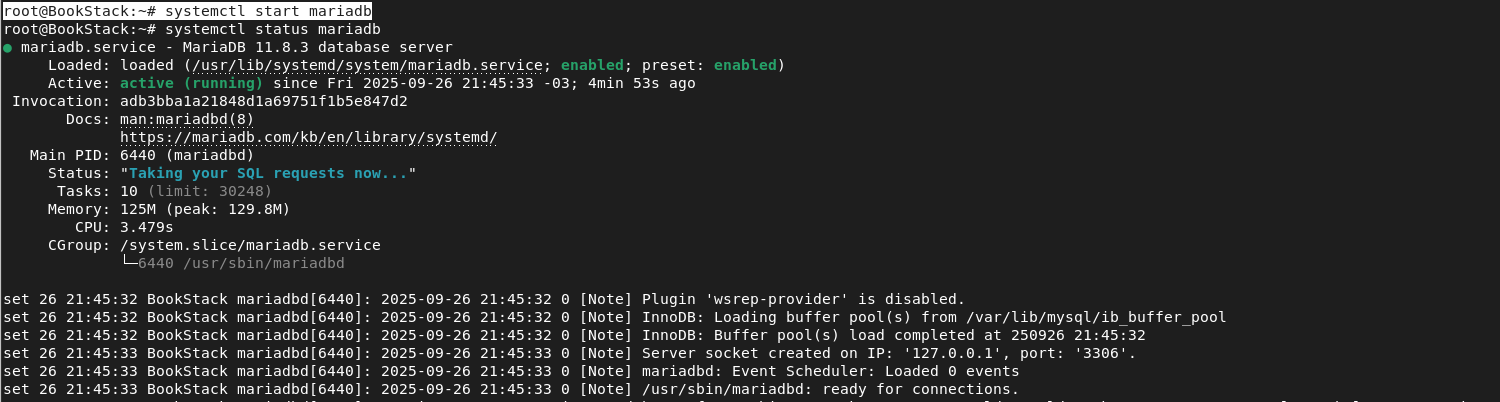 root@BookStack:~# systemctl start mariadb
root@BookStack:~# systemctl status mariadb
● mariadb.service - MariaDB 11.8.3 database server
     Loaded: loaded (/usr/lib/systemd/system/mariadb.service; enabled; preset: enabled)
     Active: active (running) since Fri 2025-09-26 21:45:33 -03; 4min 53s ago
 Invocation: adb3bba1a21848d1a69751f1b5e847d2
       Docs: man:mariadbd(8)
             https://mariadb.com/kb/en/library/systemd/
   Main PID: 6440 (mariadbd)
     Status: "Taking your SQL requests now..."
      Tasks: 10 (limit: 30248)
     Memory: 125M (peak: 129.8M)
        CPU: 3.479s
     CGroup: /system.slice/mariadb.service
             └─6440 /usr/sbin/mariadbd
set 26 21:45:32 BookStack mariadbd[6440]: 2025-09-26 21:45:32 0 [Note] Plugin 'wsrep-provider' is disabled.
set 26 21:45:32 BookStack mariadbd[6440]: 2025-09-26 21:45:32 0 [Note] InnoDB: Loading buffer pool(s) from /var/lib/mysql/ib_buffer_pool
set 26 21:45:32 BookStack mariadbd[6440]: 2025-09-26 21:45:32 0 [Note] InnoDB: Buffer pool(s) load completed at 250926 21:45:32
set 26 21:45:33 BookStack mariadbd[6440]: 2025-09-26 21:45:33 0 [Note] Server socket created on IP: '127.0.0.1', port: '3306'.
set 26 21:45:33 BookStack mariadbd[6440]: 2025-09-26 21:45:33 0 [Note] mariadbd: Event Scheduler: Loaded 0 events
set 26 21:45:33 BookStack mariadbd[6440]: 2025-09-26 21:45:33 0 [Note] /usr/sbin/mariadbd: ready for connections.